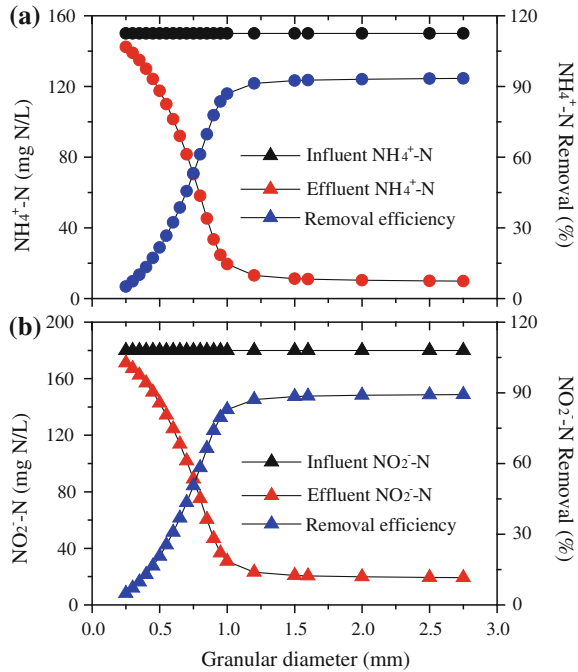 (a)
160
120
80
40
0
NH₄⁺-N (mg N/L)
Influent NH₄⁺-N
Effluent NH₄⁺-N
Removal efficiency
120
90
60
30
0
NH₄⁺-N
Removal (%)
(b)
200
160
120
80
40
0
NO₂⁻-N (mg N/L)
Influent NO₂⁻-N
Effluent NO₂⁻-N
Removal efficiency
120
90
60
30
0
NO₂⁻-N
Removal (%)
0.0 0.5 1.0 1.5 2.0 2.5 3.0
Granular diameter (mm)